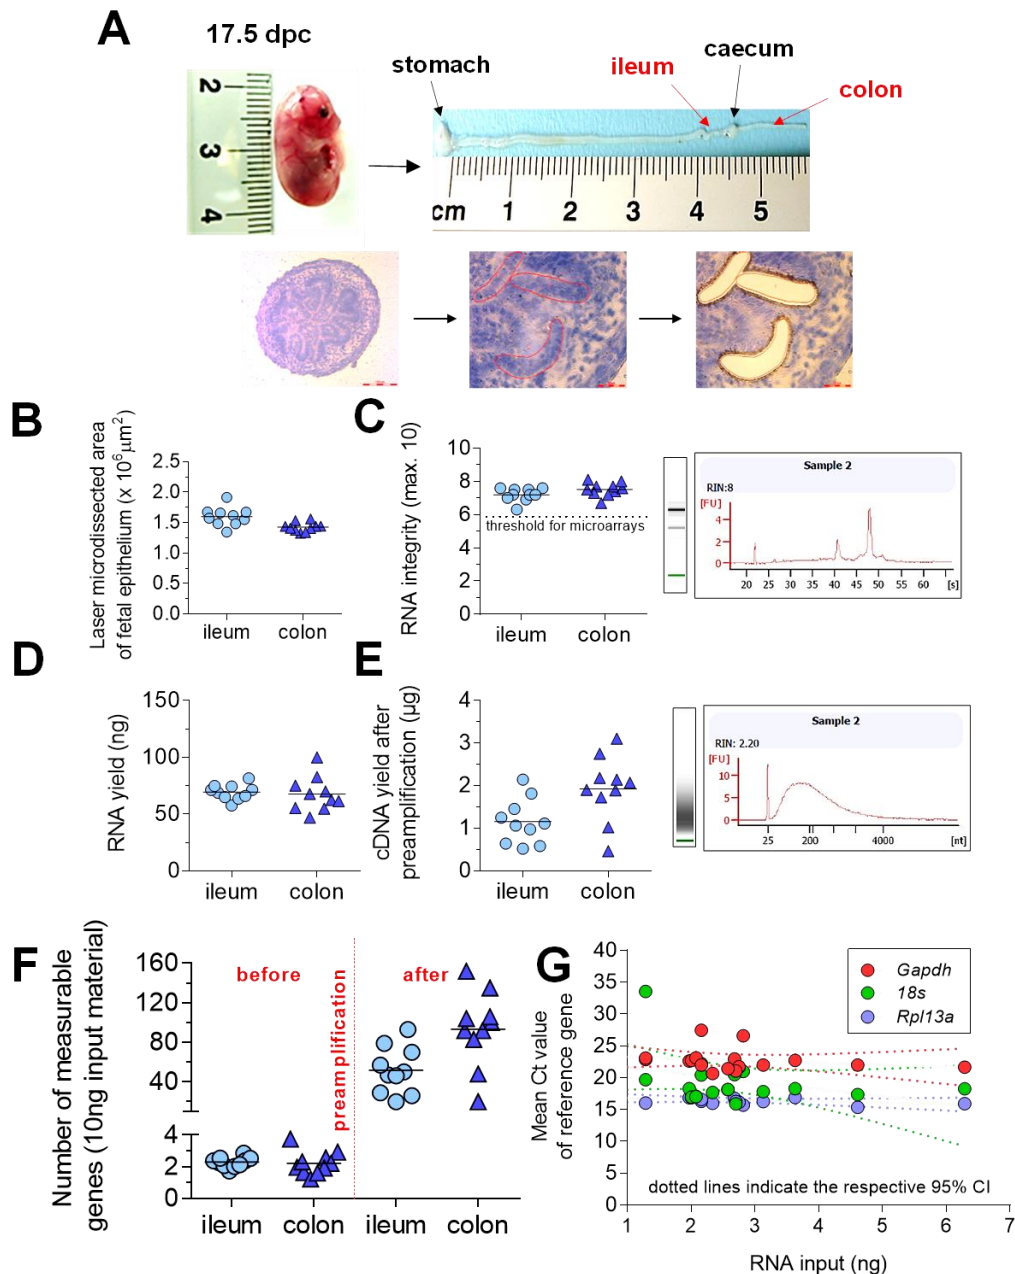 A
17.5 dpc
stomach
ileum
caecum
colon
2
3
4
cm 1 2 3 4 5
B
Laser microdissected area
of fetal epithelium (x 10⁶µm²)
2.5
2.0
1.5
1.0
0.5
0.0
ileum colon
C
RNA integrity (max. 10)
10
8
6
4
2
0
threshold for microarrays
ileum colon
Sample 2
RIN:8
[FU]
4
2
0
20 25 30 35 40 45 50 60 [s]
D
RNA yield (ng)
150
100
50
0
ileum colon
E
cDNA yield after
preamplification (µg)
4
3
2
1
0
ileum colon
Sample 2
RIN: 2.20
[FU]
10
5
0
25 200 4000 [nt]
F
Number of measurable
genes (10ng input material)
160
120
80
40
4
2
0
before
preamplification
after
ileum colon ileum colon
G
Mean Ct value
of reference gene
40
35
30
25
20
15
10
5
0
Gapdh
18s
Rpl13a
dotted lines indicate the respective 95% CI
1 2 3 4 5 6 7
RNA input (ng)